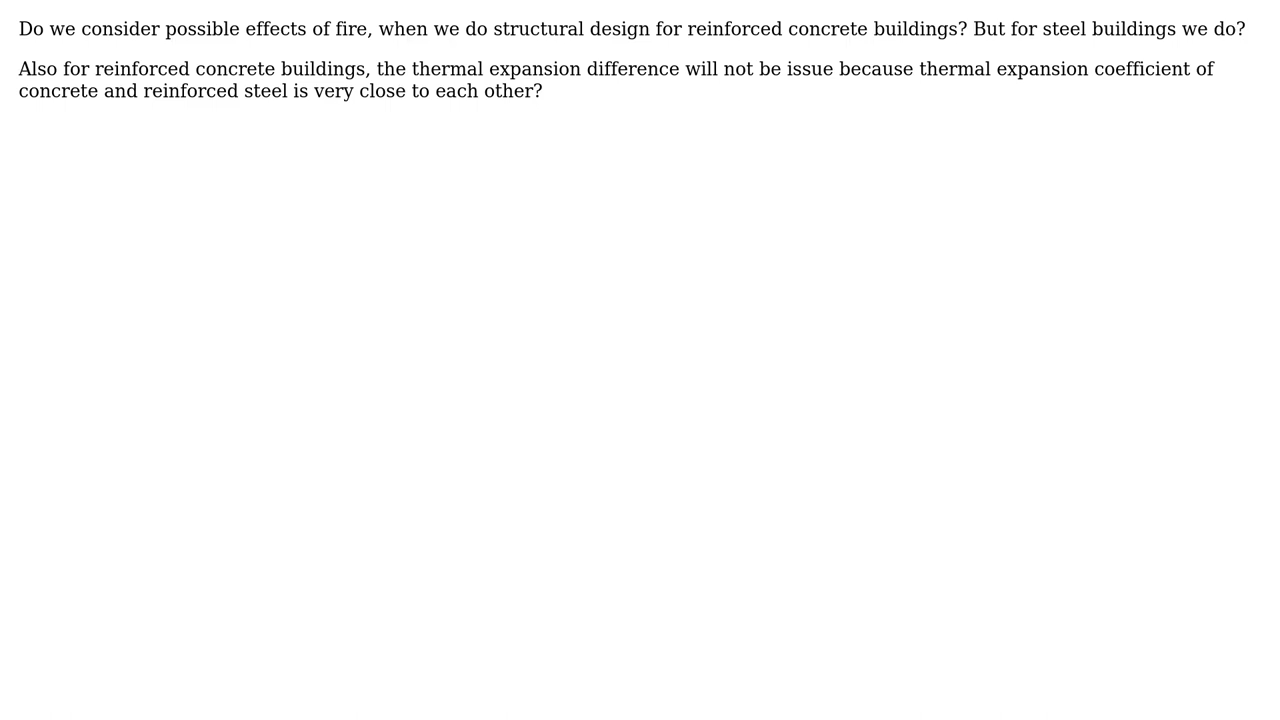 Do we consider possible effects of fire, when we do structural design for reinforced concrete buildings? But for steel buildings we do?
Also for reinforced concrete buildings, the thermal expansion difference will not be issue because thermal expansion coefficient of
concrete and reinforced steel is very close to each other?